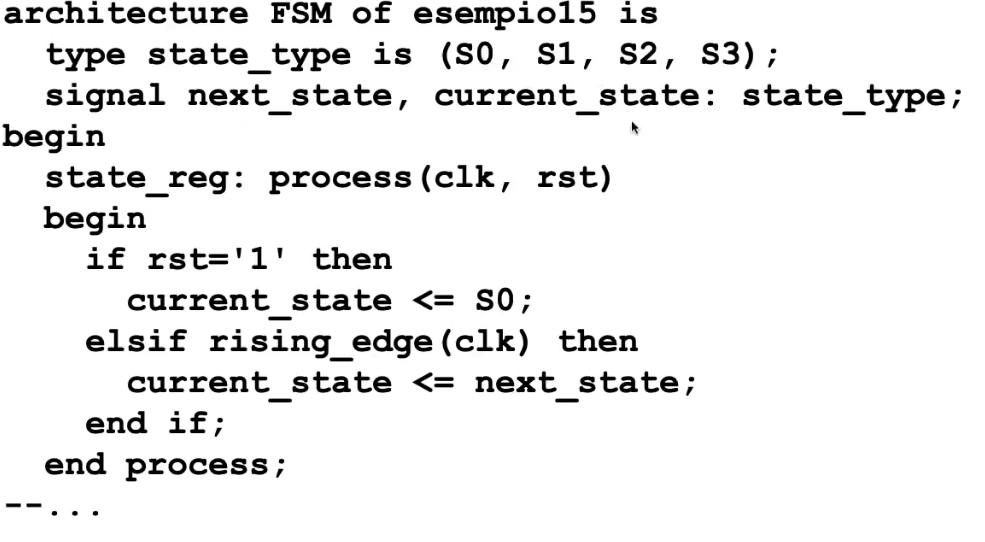 architecture FSM of esempio15 is
  type state_type is (S0, S1, S2, S3);
  signal next_state, current_state: state_type;
begin
  state_reg: process(clk, rst)
  begin
    if rst='1' then
      current_state <= S0;
    elsif rising_edge(clk) then
      current_state <= next_state;
    end if;
  end process;
--...